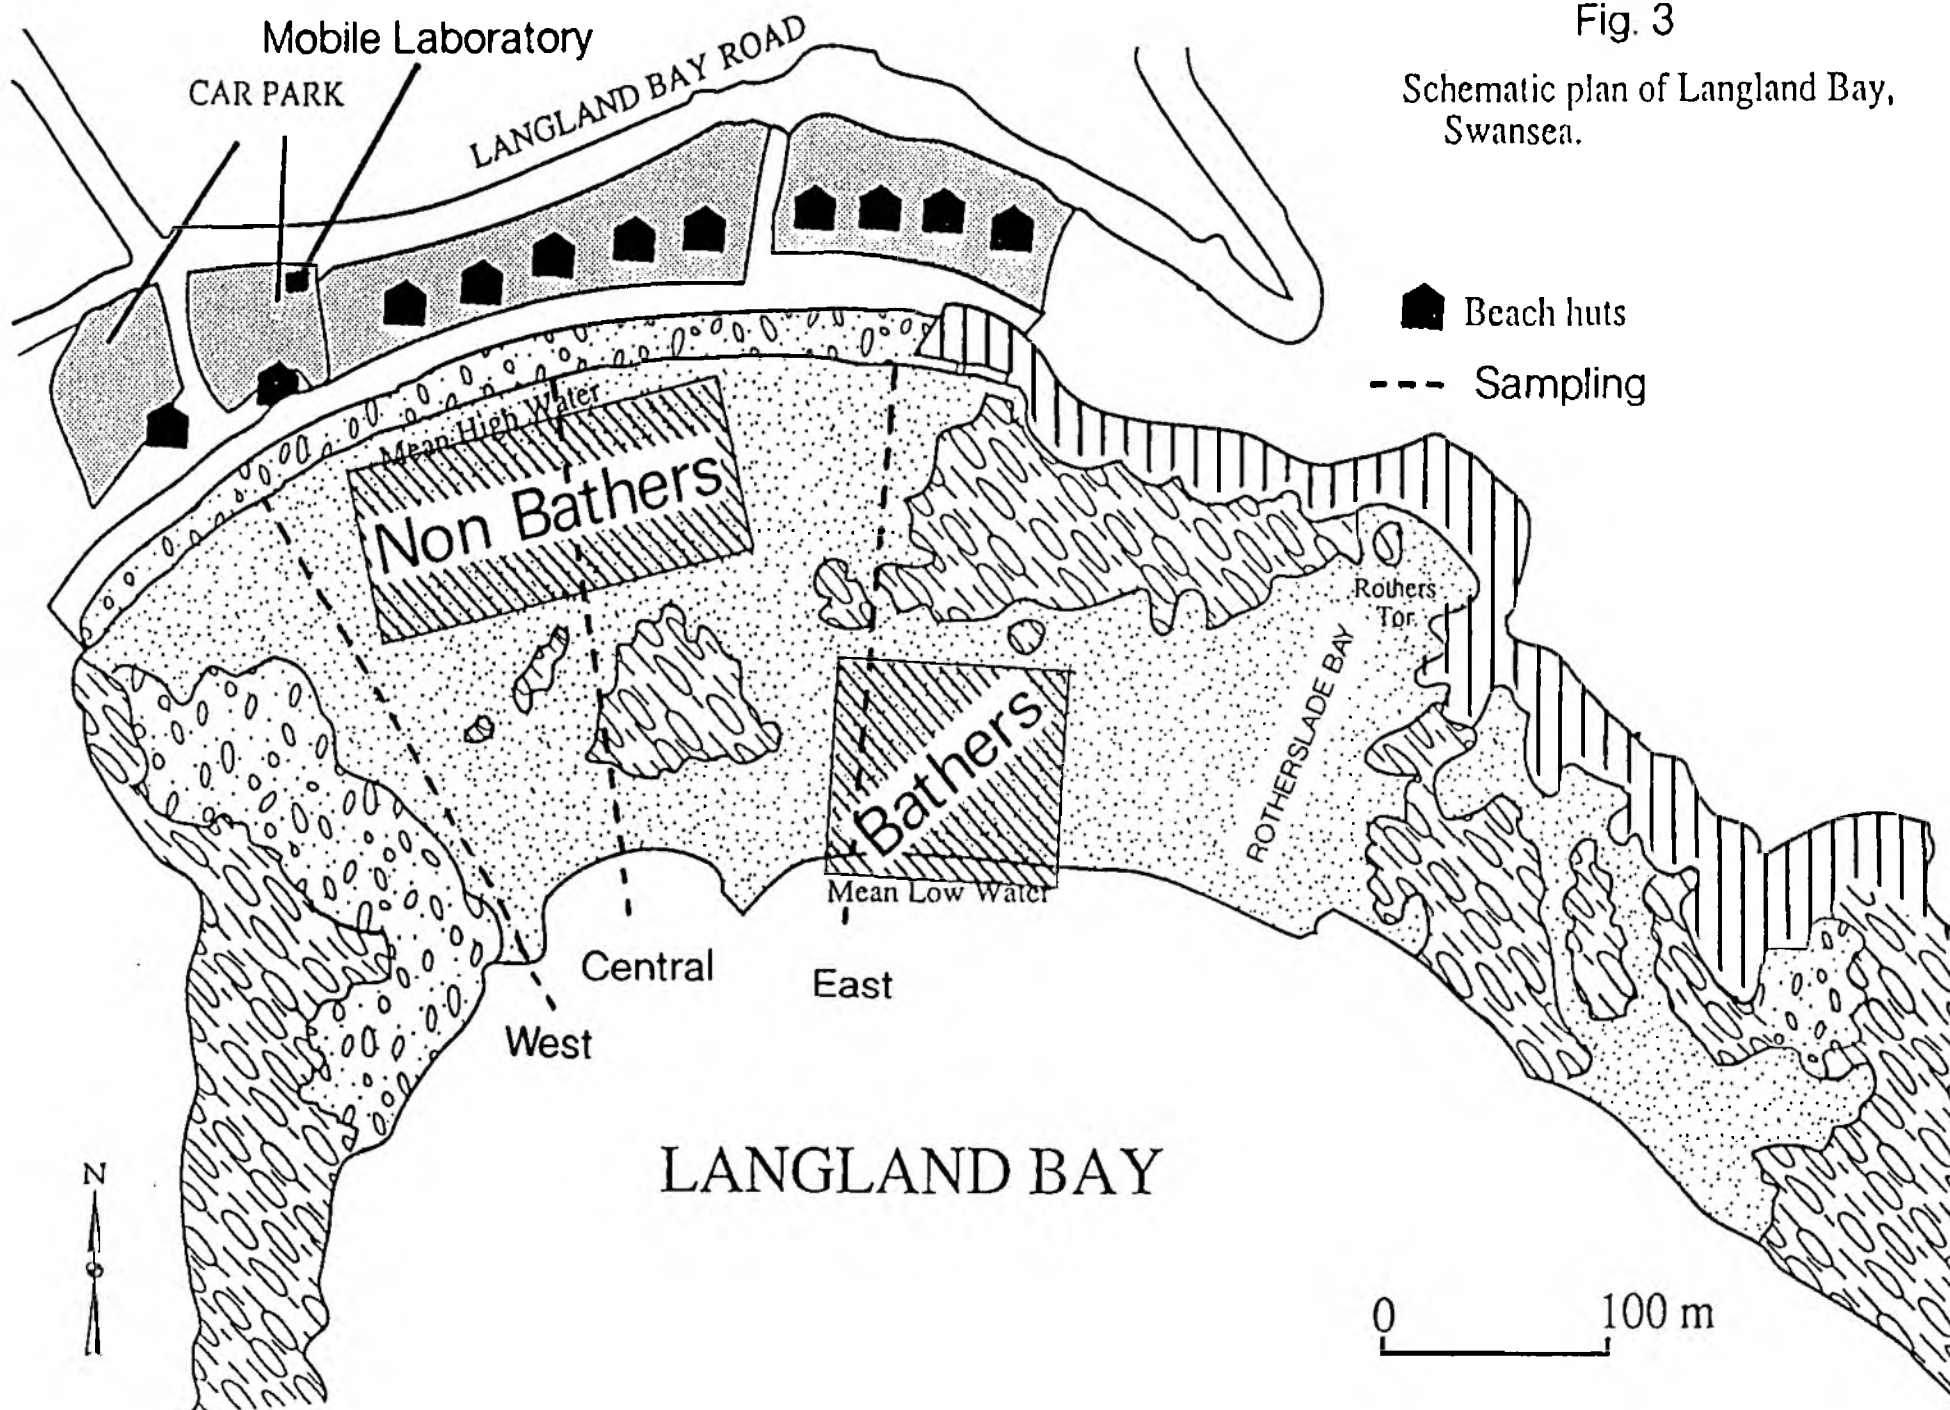 Fig. 3
Schematic plan of Langland Bay,
Swansea.
Mobile Laboratory
CAR PARK
LANGLAND BAY ROAD
Beach huts
Sampling
Mean High Water
Non Bathers
Rothers
Tor.
ROTHERSLADE BAY
Bathers
Mean Low Water
Central
East
West
LANGLAND BAY
N
0 100 m